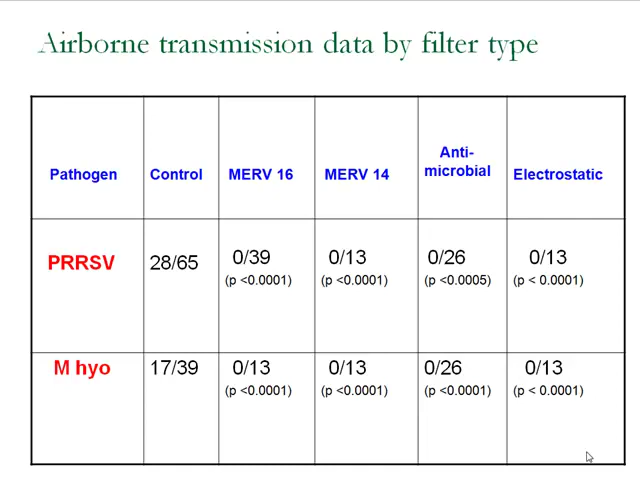 Airborne transmission data by filter type
Pathogen Control MERV 16 MERV 14 Anti-microbial Electrostatic
PRRSV 28/65 0/39 0/13 0/26 0/13
(p <0.0001) (p <0.0001) (p <0.0005) (p < 0.0001)
M hyo 17/39 0/13 0/13 0/26 0/13
(p <0.0001) (p <0.0001) (p <0.0001) (p < 0.0001)